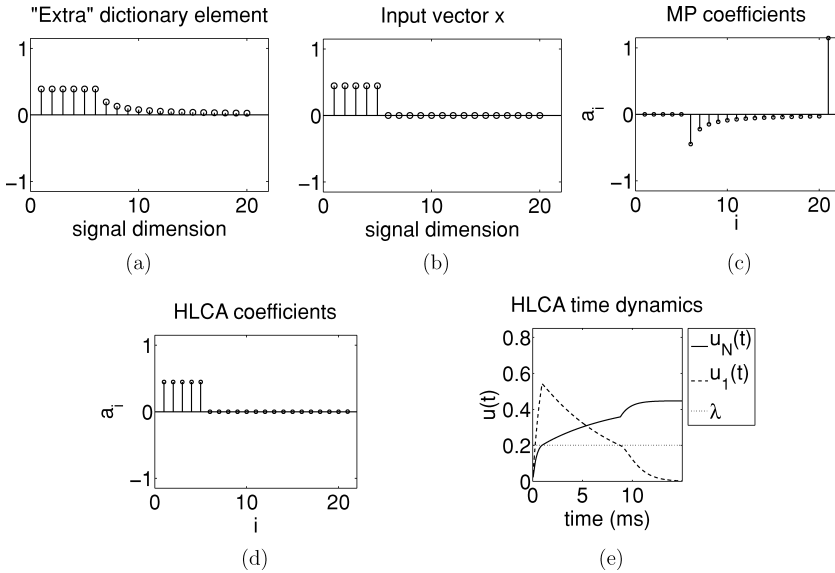 "Extra" dictionary element
1
0
−1
0
10
20
signal dimension
(a)
Input vector x
1
0
−1
0
10
20
signal dimension
(b)
MP coefficients
a_i
1
0
−1
0
10
20
i
(c)
HLCA coefficients
a_i
1
0
−1
0
10
20
i
(d)
HLCA time dynamics
u(t)
0.8
0.6
0.4
0.2
0
0
5
10
time (ms)
u_N(t)
u_1(t)
λ
(e)